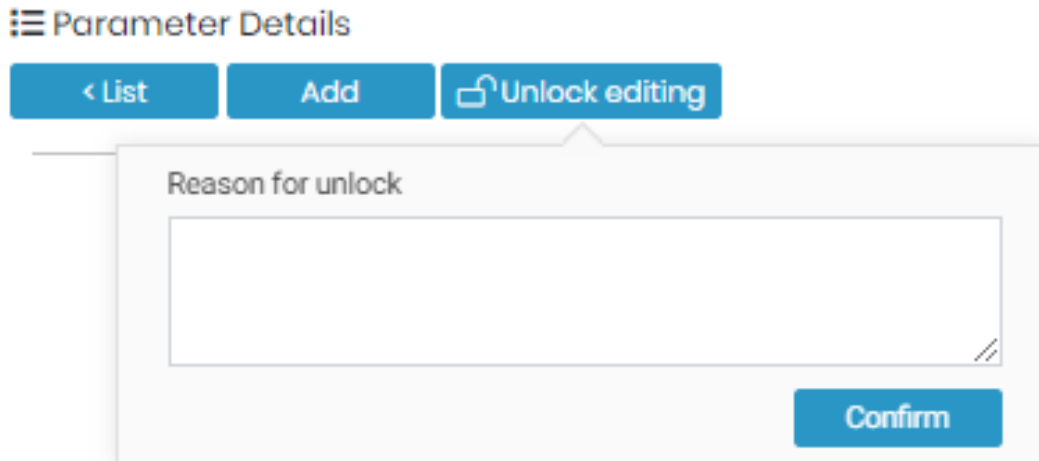 Parameter Details
< List Add Unlock editing
Reason for unlock
Confirm